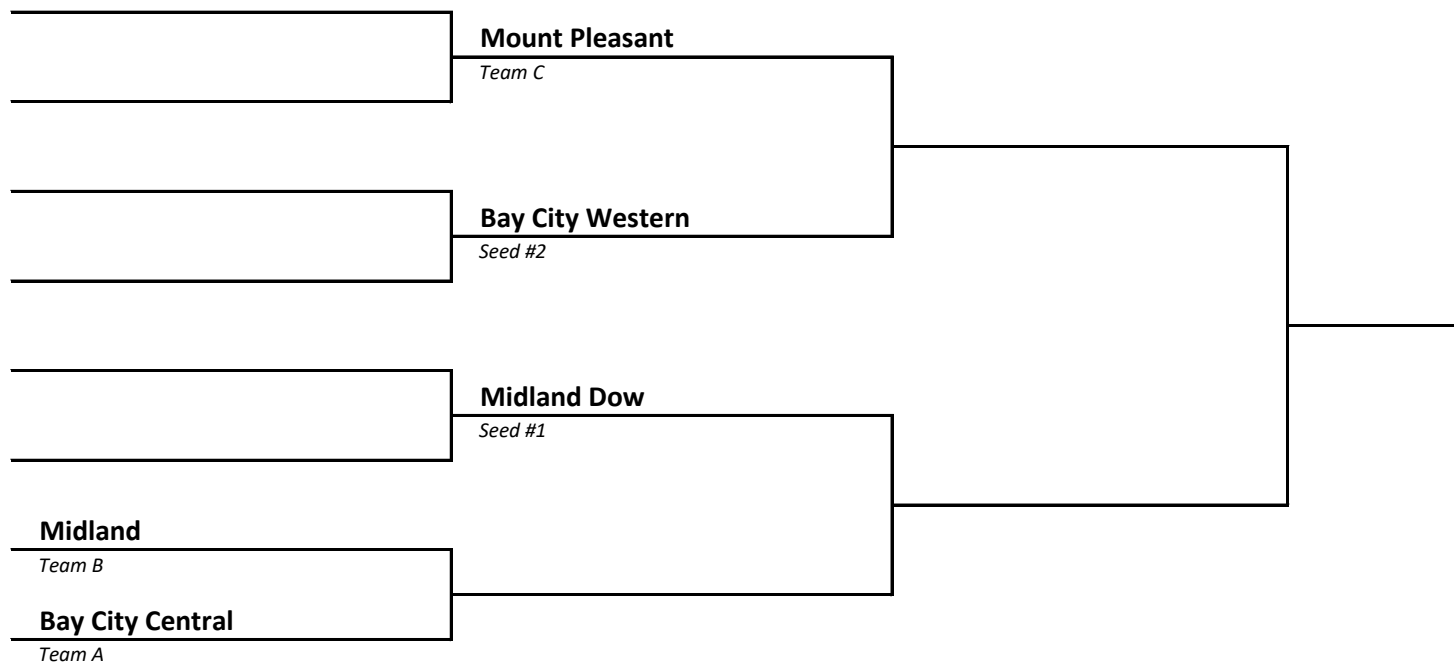 Mount Pleasant
Team C
Bay City Western
Seed #2
Midland Dow
Seed #1
Midland
Team B
Bay City Central
Team A